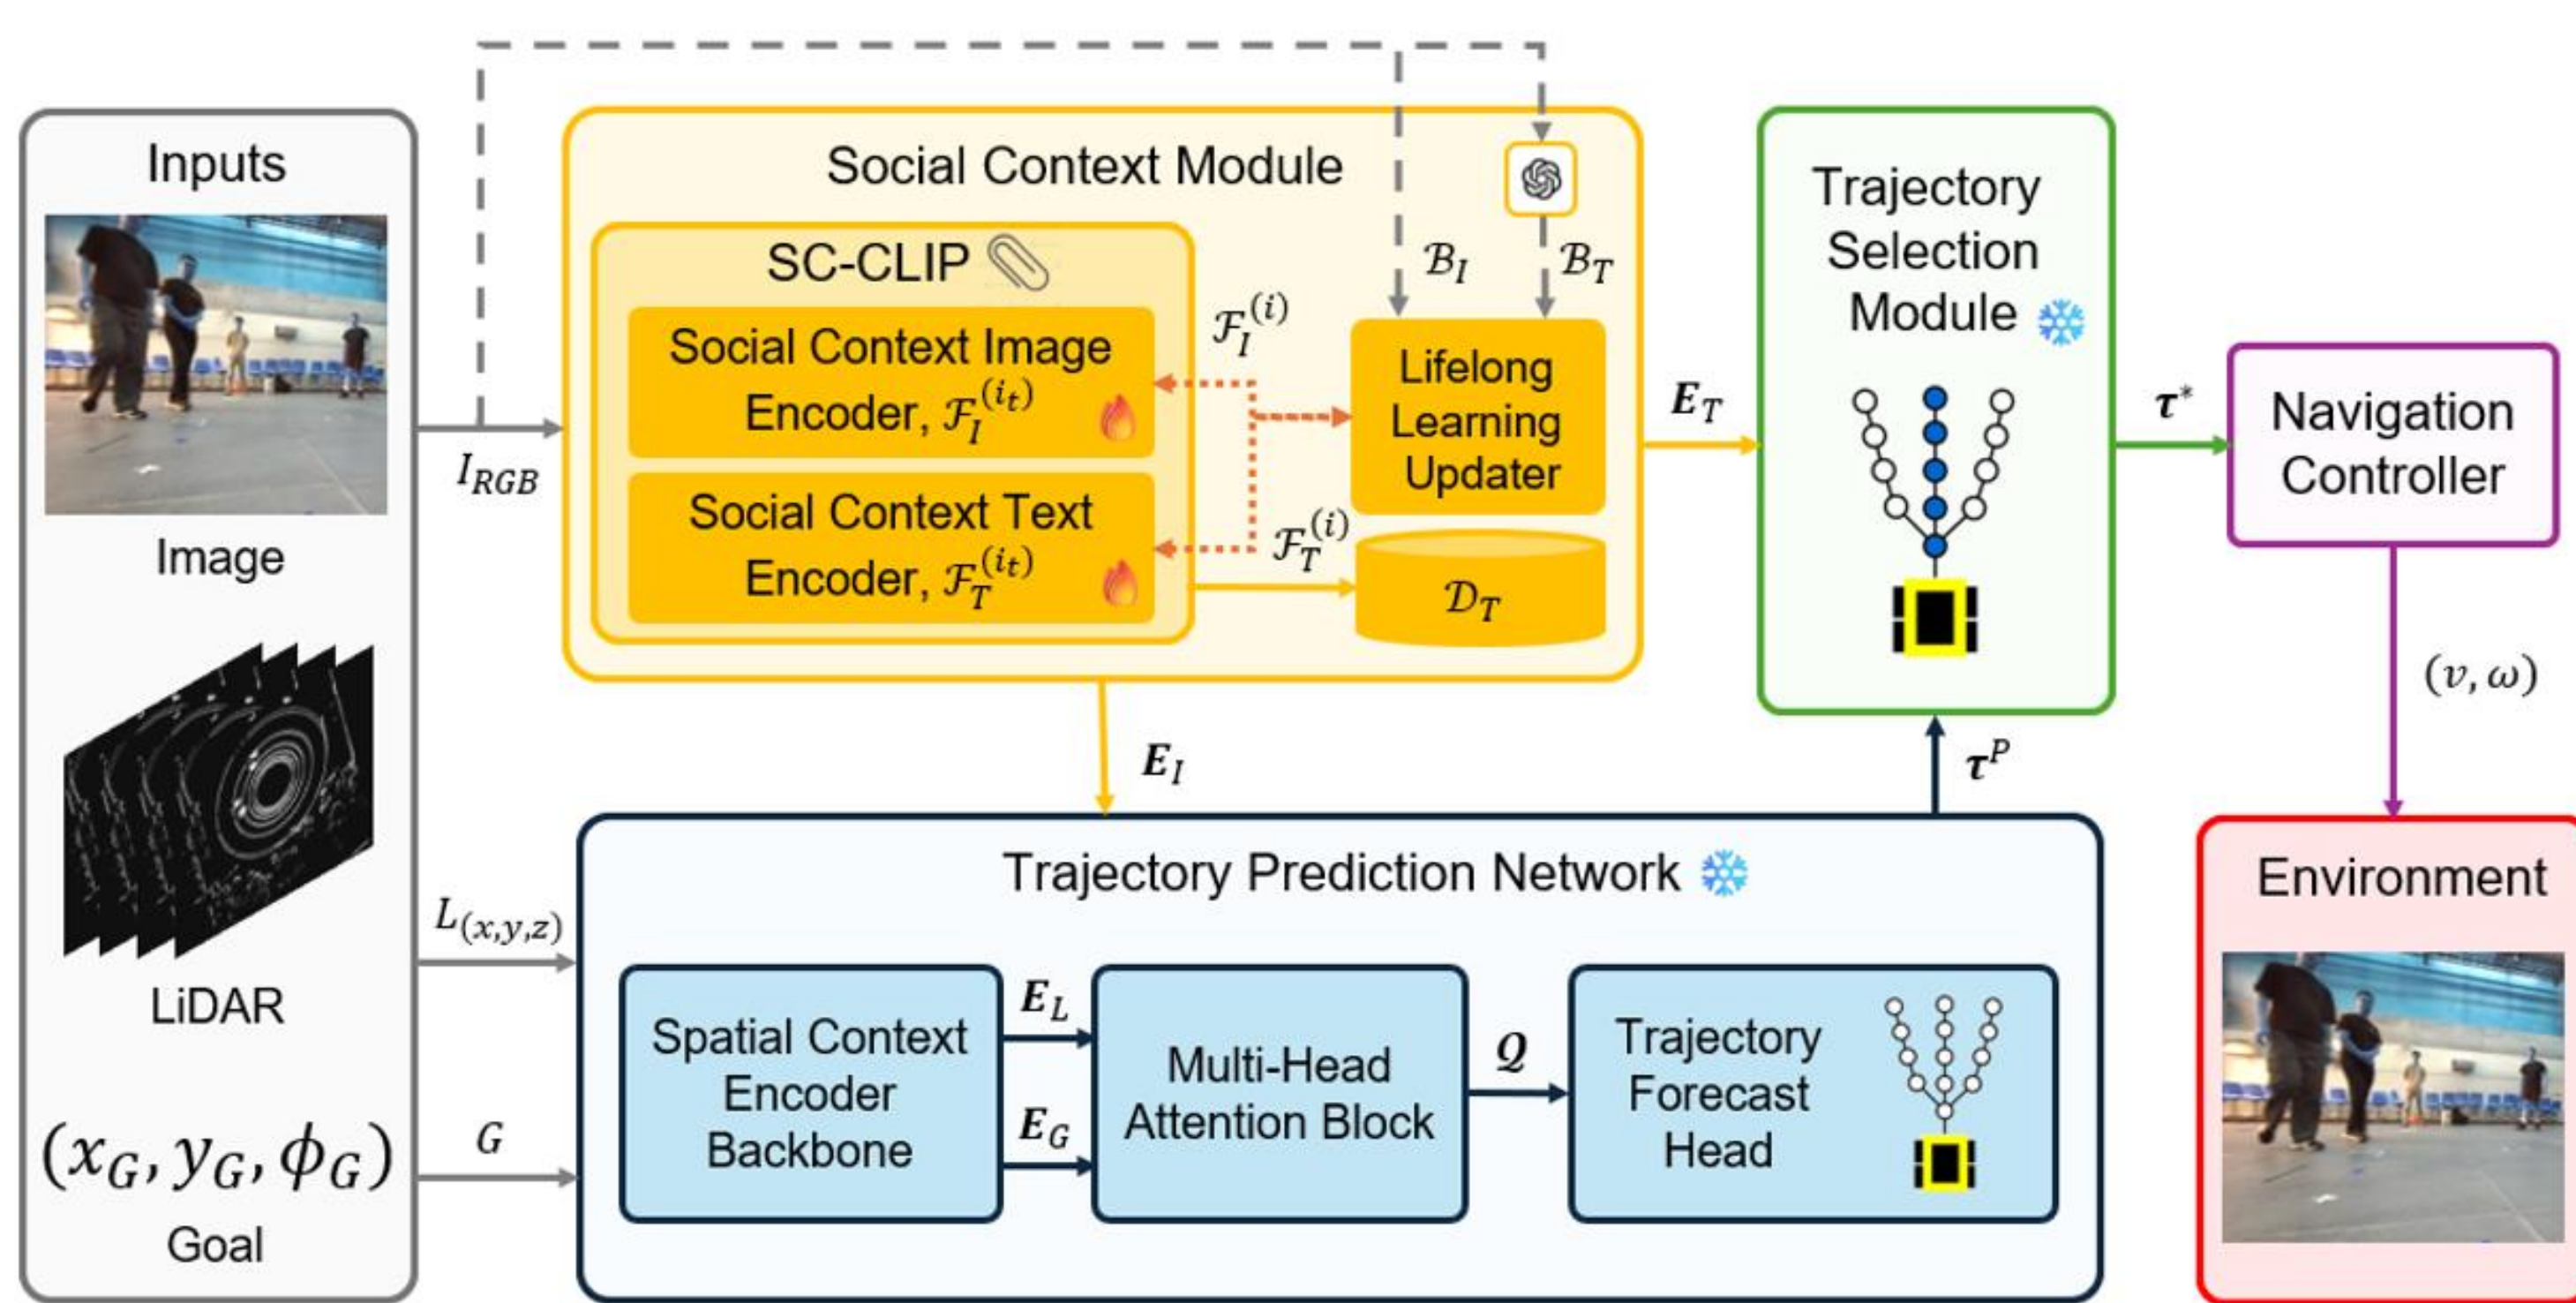 Inputs
Image
LiDAR
(x_G, y_G, ϕ_G)
Goal
I_{RGB}
L_{(x,y,z)}
G
Social Context Module
SC-CLIP
Social Context Image
Encoder, ℱ_I^{(i_t)}
Social Context Text
Encoder, ℱ_T^{(i_t)}
ℱ_I^{(i)}
ℱ_T^{(i)}
ℬ_I
ℬ_T
Lifelong
Learning
Updater
𝒟_T
E_T
E_I
Trajectory
Selection
Module
τ*
τ^P
Navigation
Controller
(v, ω)
Environment
Trajectory Prediction Network
Spatial Context
Encoder
Backbone
E_L
E_G
Multi-Head
Attention Block
𝒬
Trajectory
Forecast
Head